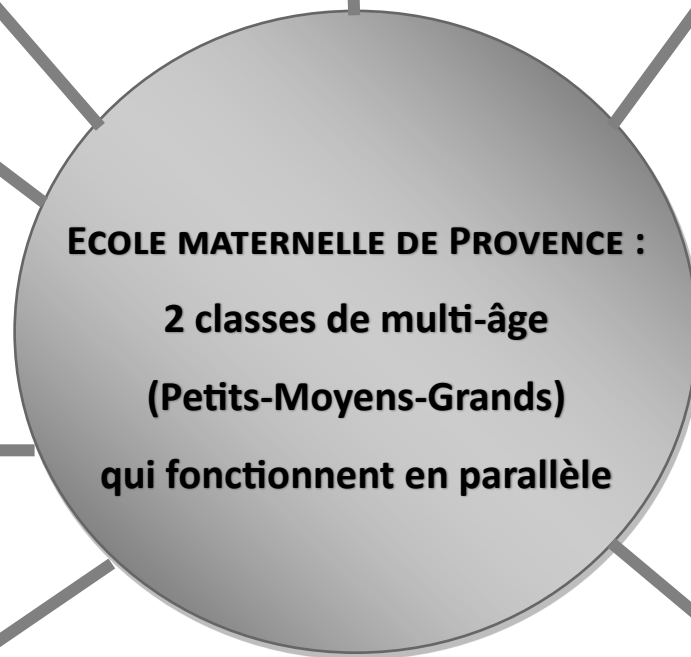 ECOLE MATERNELLE DE PROVENCE :
2 classes de multi-âge
(Petits-Moyens-Grands)
qui fonctionnent en parallèle